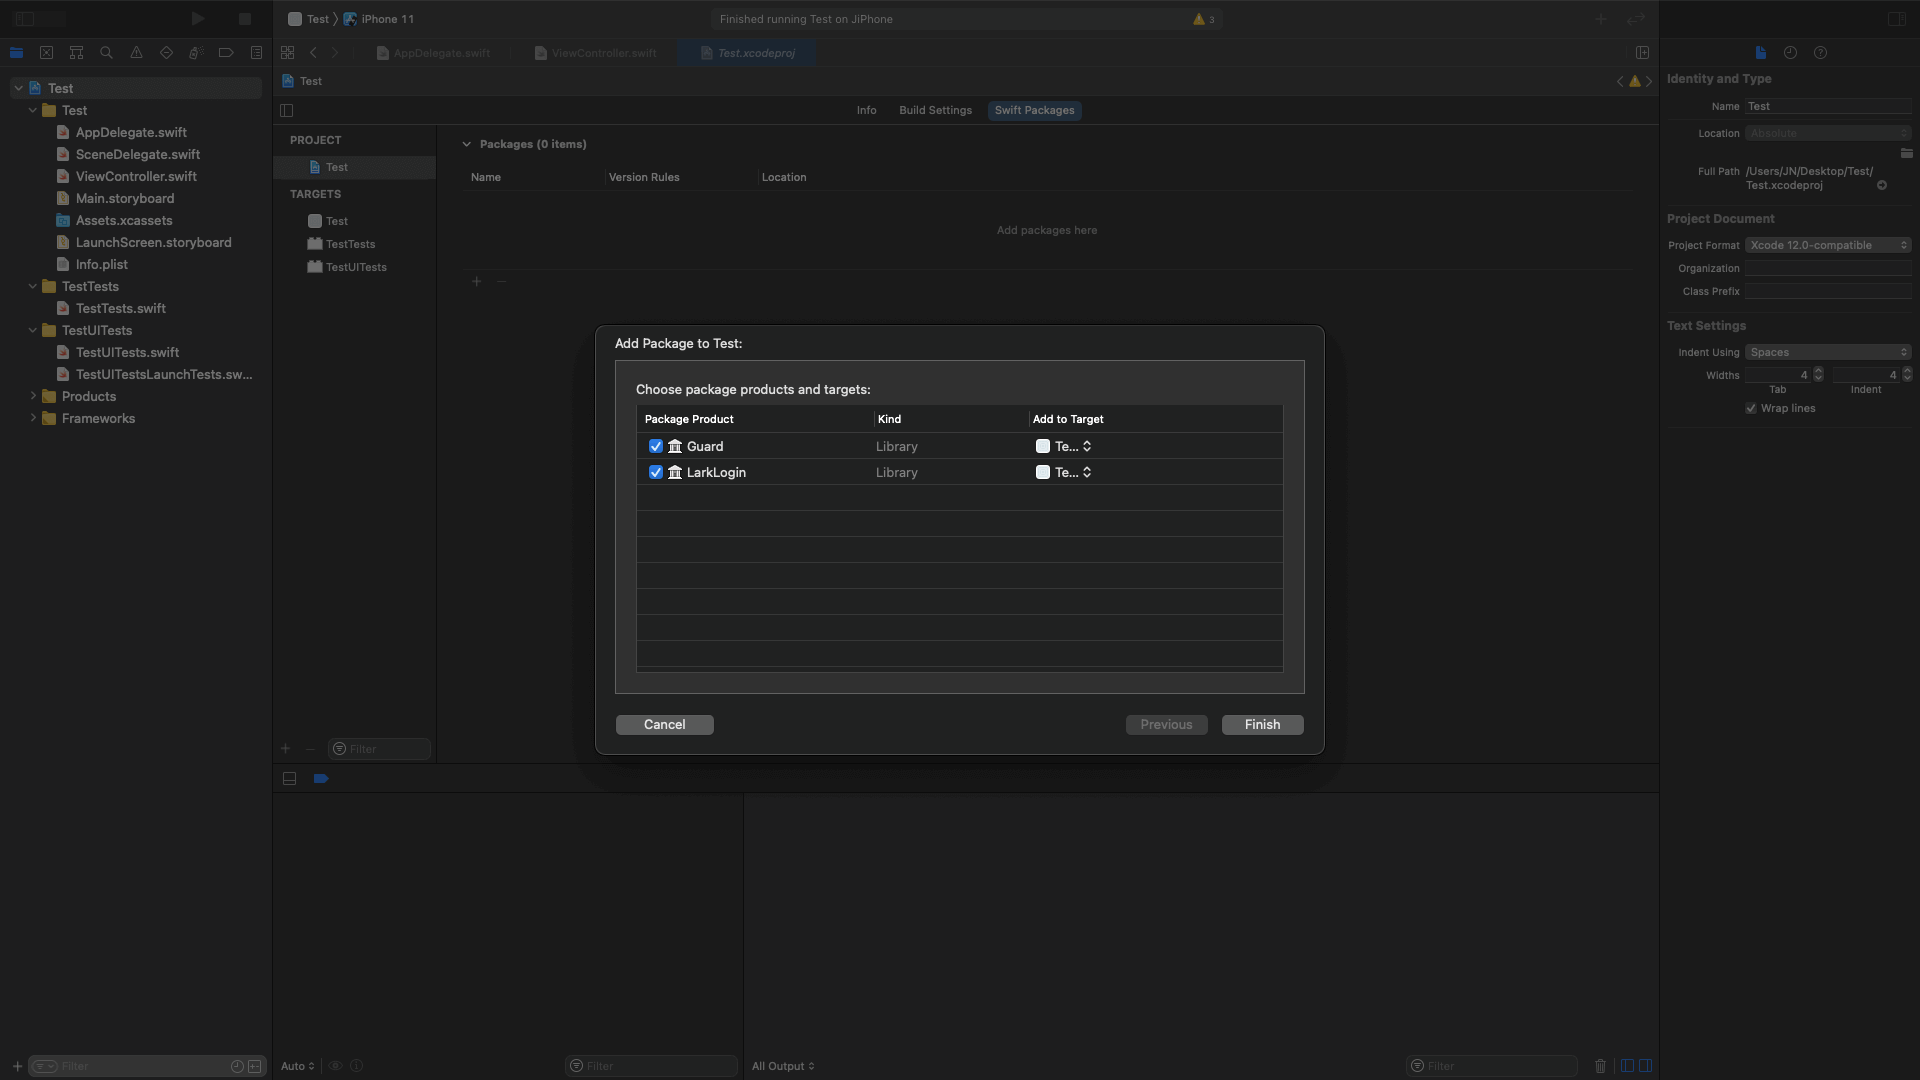 Test
iPhone 11
Finished running Test on JiPhone
3
AppDelegate.swift
ViewController.swift
Test.xcodeproj
Test
Test
Test
AppDelegate.swift
SceneDelegate.swift
ViewController.swift
Main.storyboard
Assets.xcassets
LaunchScreen.storyboard
Info.plist
TestTests
TestTests.swift
TestUITests
TestUITests.swift
TestUITestsLaunchTests.sw...
Products
Frameworks
Filter
Info
Build Settings
Swift Packages
PROJECT
Test
TARGETS
Test
TestTests
TestUITests
Filter
Packages (0 items)
Name
Version Rules
Location
Add packages here
Add Package to Test:
Choose package products and targets:
Package Product
Kind
Add to Target
Guard
Library
Te...
LarkLogin
Library
Te...
Cancel
Previous
Finish
Auto
Filter
All Output
Filter
Identity and Type
Name
Test
Location
Absolute
Full Path
/Users/JN/Desktop/Test/
Test.xcodeproj
Project Document
Project Format
Xcode 12.0-compatible
Organization
Class Prefix
Text Settings
Indent Using
Spaces
Widths
4
4
Tab
Indent
Wrap lines